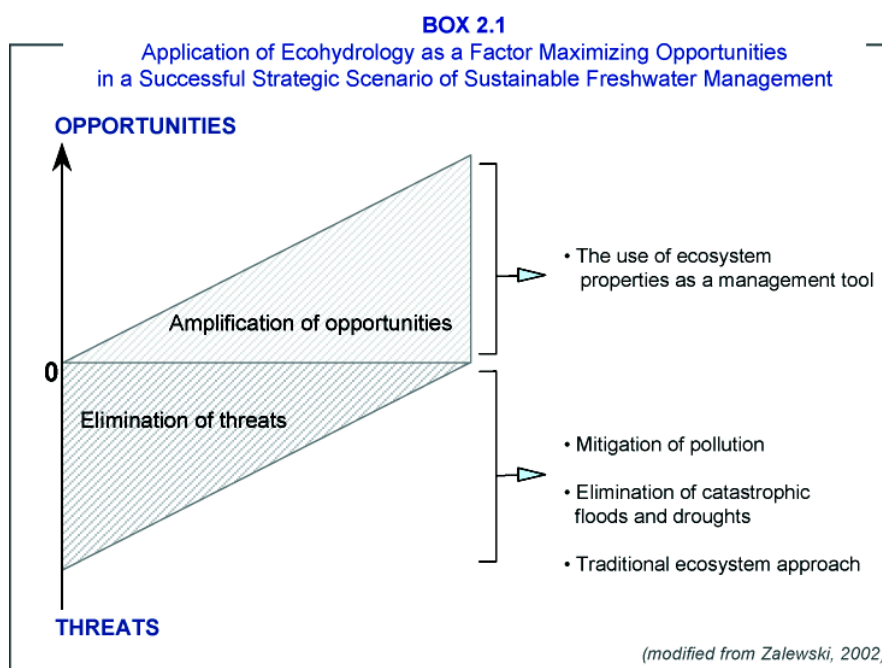 BOX 2.1
Application of Ecohydrology as a Factor Maximizing Opportunities
in a Successful Strategic Scenario of Sustainable Freshwater Management
OPPORTUNITIES
• The use of ecosystem
properties as a management tool
Amplification of opportunities
0
Elimination of threats
• Mitigation of pollution
• Elimination of catastrophic
floods and droughts
• Traditional ecosystem approach
THREATS
(modified from Zalewski, 2002)